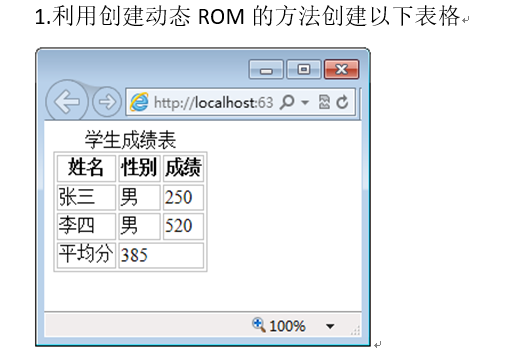 1.利用创建动态 ROM 的方法创建以下表格
http://localhost:63
学生成绩表
姓名 性别 成绩
张三 男 250
李四 男 520
平均分 385
100%